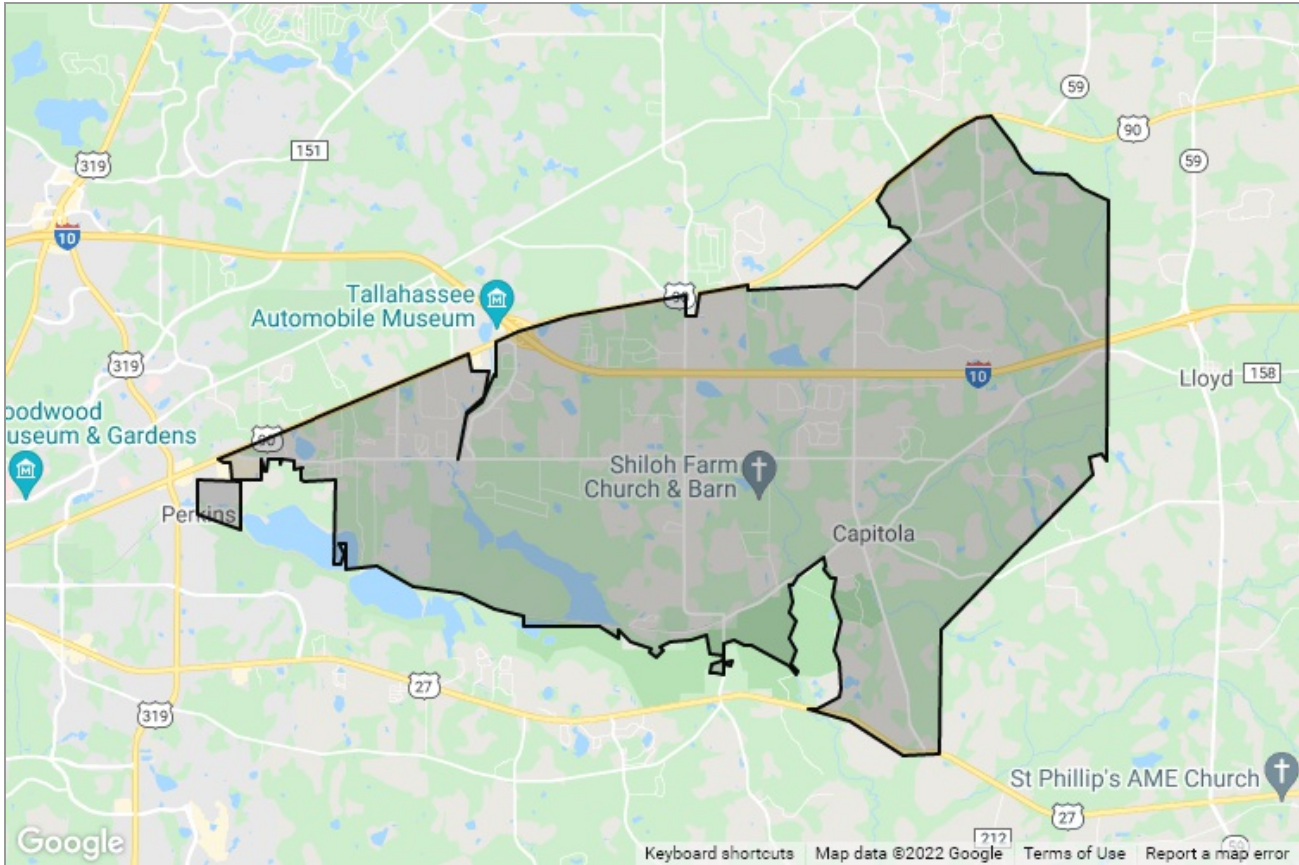 59
90
319
151
59
10
Tallahassee
Automobile Museum
319
Lloyd
158
10
oodwood
useum & Gardens
90
Shiloh Farm
Church & Barn
Perkins
Capitola
27
319
St Phillip's AME Church
27
212
59
Google
Keyboard shortcuts
Map data ©2022 Google
Terms of Use
Report a map error